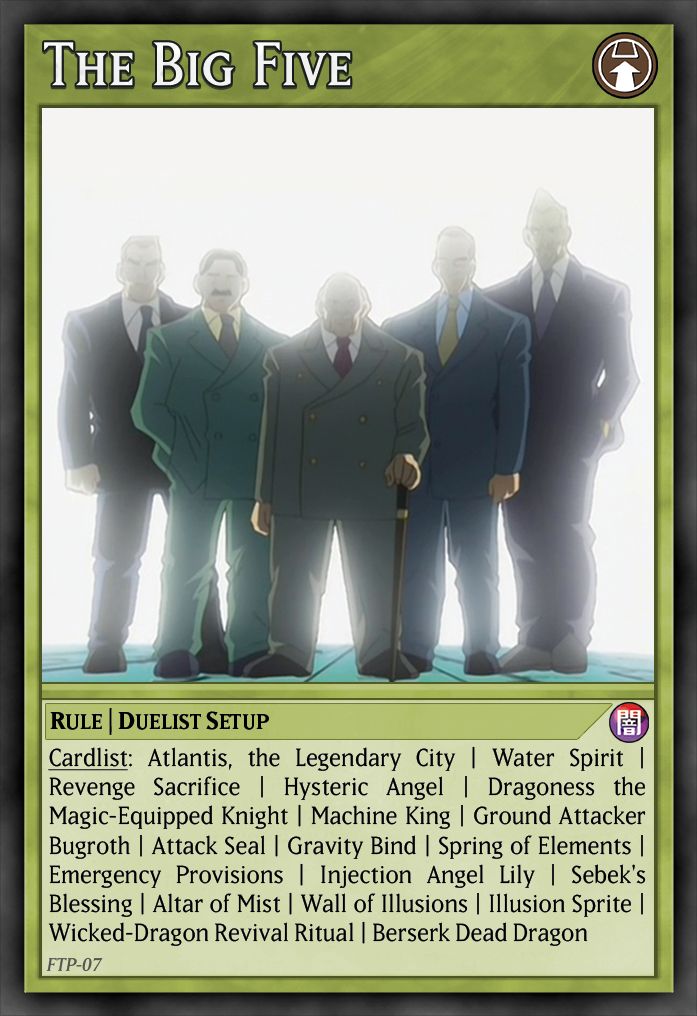 The Big Five
Rule | Duelist Setup
闇
Cardlist: Atlantis, the Legendary City | Water Spirit |
Revenge Sacrifice | Hysteric Angel | Dragoness the
Magic-Equipped Knight | Machine King | Ground Attacker
Bugroth | Attack Seal | Gravity Bind | Spring of Elements |
Emergency Provisions | Injection Angel Lily | Sebek's
Blessing | Altar of Mist | Wall of Illusions | Illusion Sprite |
Wicked-Dragon Revival Ritual | Berserk Dead Dragon
FTP-07